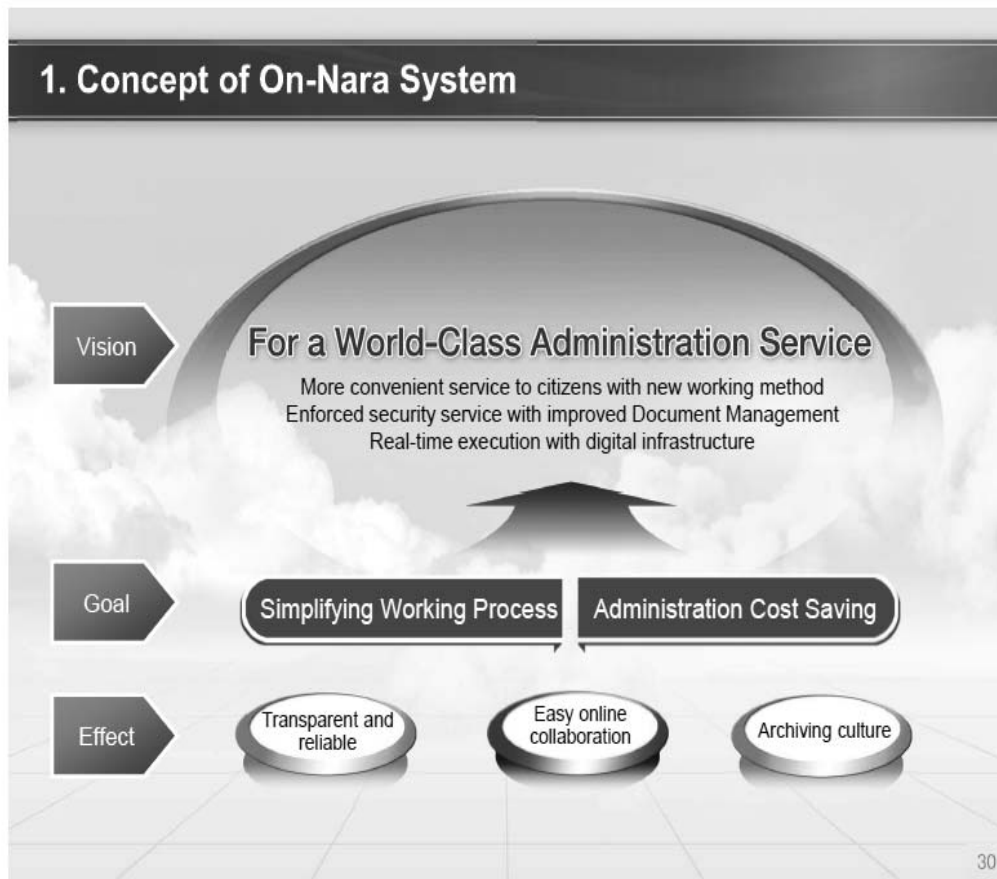 1. Concept of On-Nara System
Vision
For a World-Class Administration Service
More convenient service to citizens with new working method
Enforced security service with improved Document Management
Real-time execution with digital infrastructure
Goal
Simplifying Working Process
Administration Cost Saving
Effect
Transparent and
reliable
Easy online
collaboration
Archiving culture
30